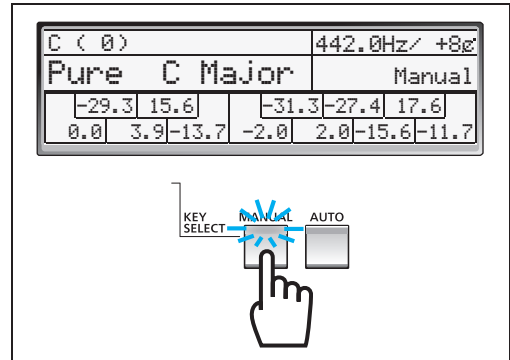 C ( 0) 442.0Hz/ +8¢
Pure C Major Manual
-29.3 15.6 -31.3 -27.4 17.6
0.0 3.9 -13.7 -2.0 2.0 -15.6 -11.7
KEY SELECT MANUAL AUTO